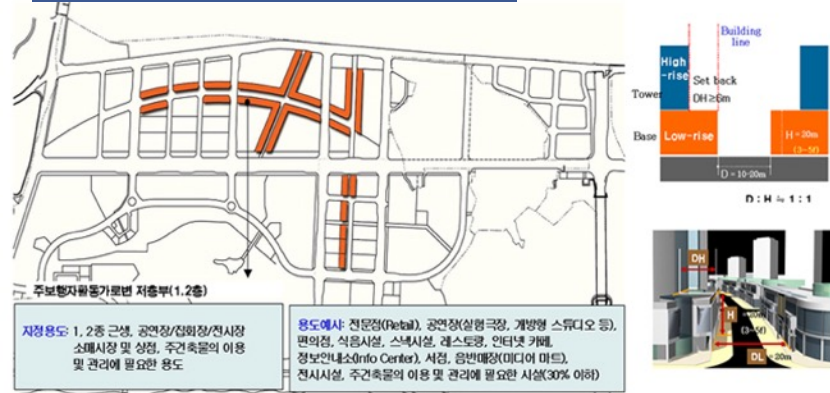 주보행자활동가로변 저층부(1,2층)
지정용도: 1, 2종 근생, 공연장/집회장/전시장
소매시장 및 상점, 주건축물의 이용
및 관리에 필요한 용도
용도예시: 전문점(Retail), 공연장(실험극장, 개방형 스튜디오 등),
편의점, 식음시설, 스낵시설, 레스토랑, 인터넷 카페,
정보안내소(Info Center), 서점, 음반매장(미디어 마트),
전시시설, 주건축물의 이용 및 관리에 필요한 시설(30% 이하)
Building
line
High
-rise
Set back
DH≥6m
Tower
Base
Low-rise
H=20m
(3~5f)
D=10-20m
D:H ≒ 1:1
DH
H
(3~5f)
DL=20m